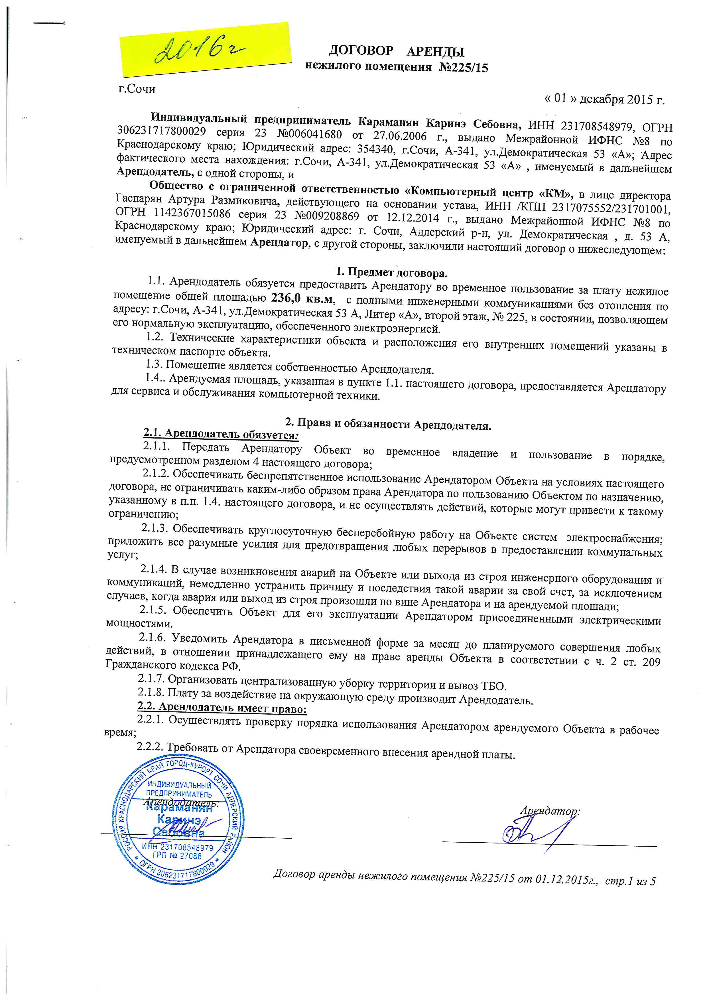 2016г
ДОГОВОР АРЕНДЫ
нежилого помещения №225/15
г.Сочи
« 01 » декабря 2015 г.
Индивидуальный предприниматель Караманян Каринэ Себовна, ИНН 231708548979, ОГРН
306231717800029 серия 23 №006041680 от 27.06.2006 г., выдано Межрайонной ИФНС №8 по
Краснодарскому краю; Юридический адрес: 354340, г.Сочи, А-341, ул.Демократическая 53 «А»; Адрес
фактического места нахождения: г.Сочи, А-341, ул.Демократическая 53 «А» , именуемый в дальнейшем
Арендодатель, с одной стороны, и
Общество с ограниченной ответственностью «Компьютерный центр «КМ», в лице директора
Гаспарян Артура Размиковича, действующего на основании устава, ИНН /КПП 2317075552/231701001,
ОГРН 1142367015086 серия 23 №009208869 от 12.12.2014 г., выдано Межрайонной ИФНС №8 по
Краснодарскому краю; Юридический адрес: г. Сочи, Адлерский р-н, ул. Демократическая , д. 53 А,
именуемый в дальнейшем Арендатор, с другой стороны, заключили настоящий договор о нижеследующем:
1. Предмет договора.
1.1. Арендодатель обязуется предоставить Арендатору во временное пользование за плату нежилое
помещение общей площадью 236,0 кв.м, с полными инженерными коммуникациями без отопления по
адресу: г.Сочи, А-341, ул.Демократическая 53 А, Литер «А», второй этаж, № 225, в состоянии, позволяющем
его нормальную эксплуатацию, обеспеченного электроэнергией.
1.2. Технические характеристики объекта и расположения его внутренних помещений указаны в
техническом паспорте объекта.
1.3. Помещение является собственностью Арендодателя.
1.4.. Арендуемая площадь, указанная в пункте 1.1. настоящего договора, предоставляется Арендатору
для сервиса и обслуживания компьютерной техники.
2. Права и обязанности Арендодателя.
2.1. Арендодатель обязуется:
2.1.1. Передать Арендатору Объект во временное владение и пользование в порядке,
предусмотренном разделом 4 настоящего договора;
2.1.2. Обеспечивать беспрепятственное использование Арендатором Объекта на условиях настоящего
договора, не ограничивать каким-либо образом права Арендатора по пользованию Объектом по назначению,
указанному в п.п. 1.4. настоящего договора, и не осуществлять действий, которые могут привести к такому
ограничению;
2.1.3. Обеспечивать круглосуточную бесперебойную работу на Объекте систем электроснабжения;
приложить все разумные усилия для предотвращения любых перерывов в предоставлении коммунальных
услуг;
2.1.4. В случае возникновения аварий на Объекте или выхода из строя инженерного оборудования и
коммуникаций, немедленно устранить причину и последствия такой аварии за свой счет, за исключением
случаев, когда авария или выход из строя произошли по вине Арендатора и на арендуемой площади;
2.1.5. Обеспечить Объект для его эксплуатации Арендатором присоединенными электрическими
мощностями.
2.1.6. Уведомить Арендатора в письменной форме за месяц до планируемого совершения любых
действий, в отношении принадлежащего ему на праве аренды Объекта в соответствии с ч. 2 ст. 209
Гражданского кодекса РФ.
2.1.7. Организовать централизованную уборку территории и вывоз ТБО.
2.1.8. Плату за воздействие на окружающую среду производит Арендодатель.
2.2. Арендодатель имеет право:
2.2.1. Осуществлять проверку порядка использования Арендатором арендуемого Объекта в рабочее
время;
2.2.2. Требовать от Арендатора своевременного внесения арендной платы.
РОССИЯ КРАСНОДАРСКИЙ КРАЙ ГОРОД-КУРОРТ СОЧИ АДЛЕРСКИЙ РАЙОН
ИНДИВИДУАЛЬНЫЙ
ПРЕДПРИНИМАТЕЛЬ
Арендодатель:
Караманян
Каринэ
Себовна
ИНН 231708548979
ГРП № 27086
* ОГРН 306231717800029 *
Арендатор:
Договор аренды нежилого помещения №225/15 от 01.12.2015г., стр.1 из 5